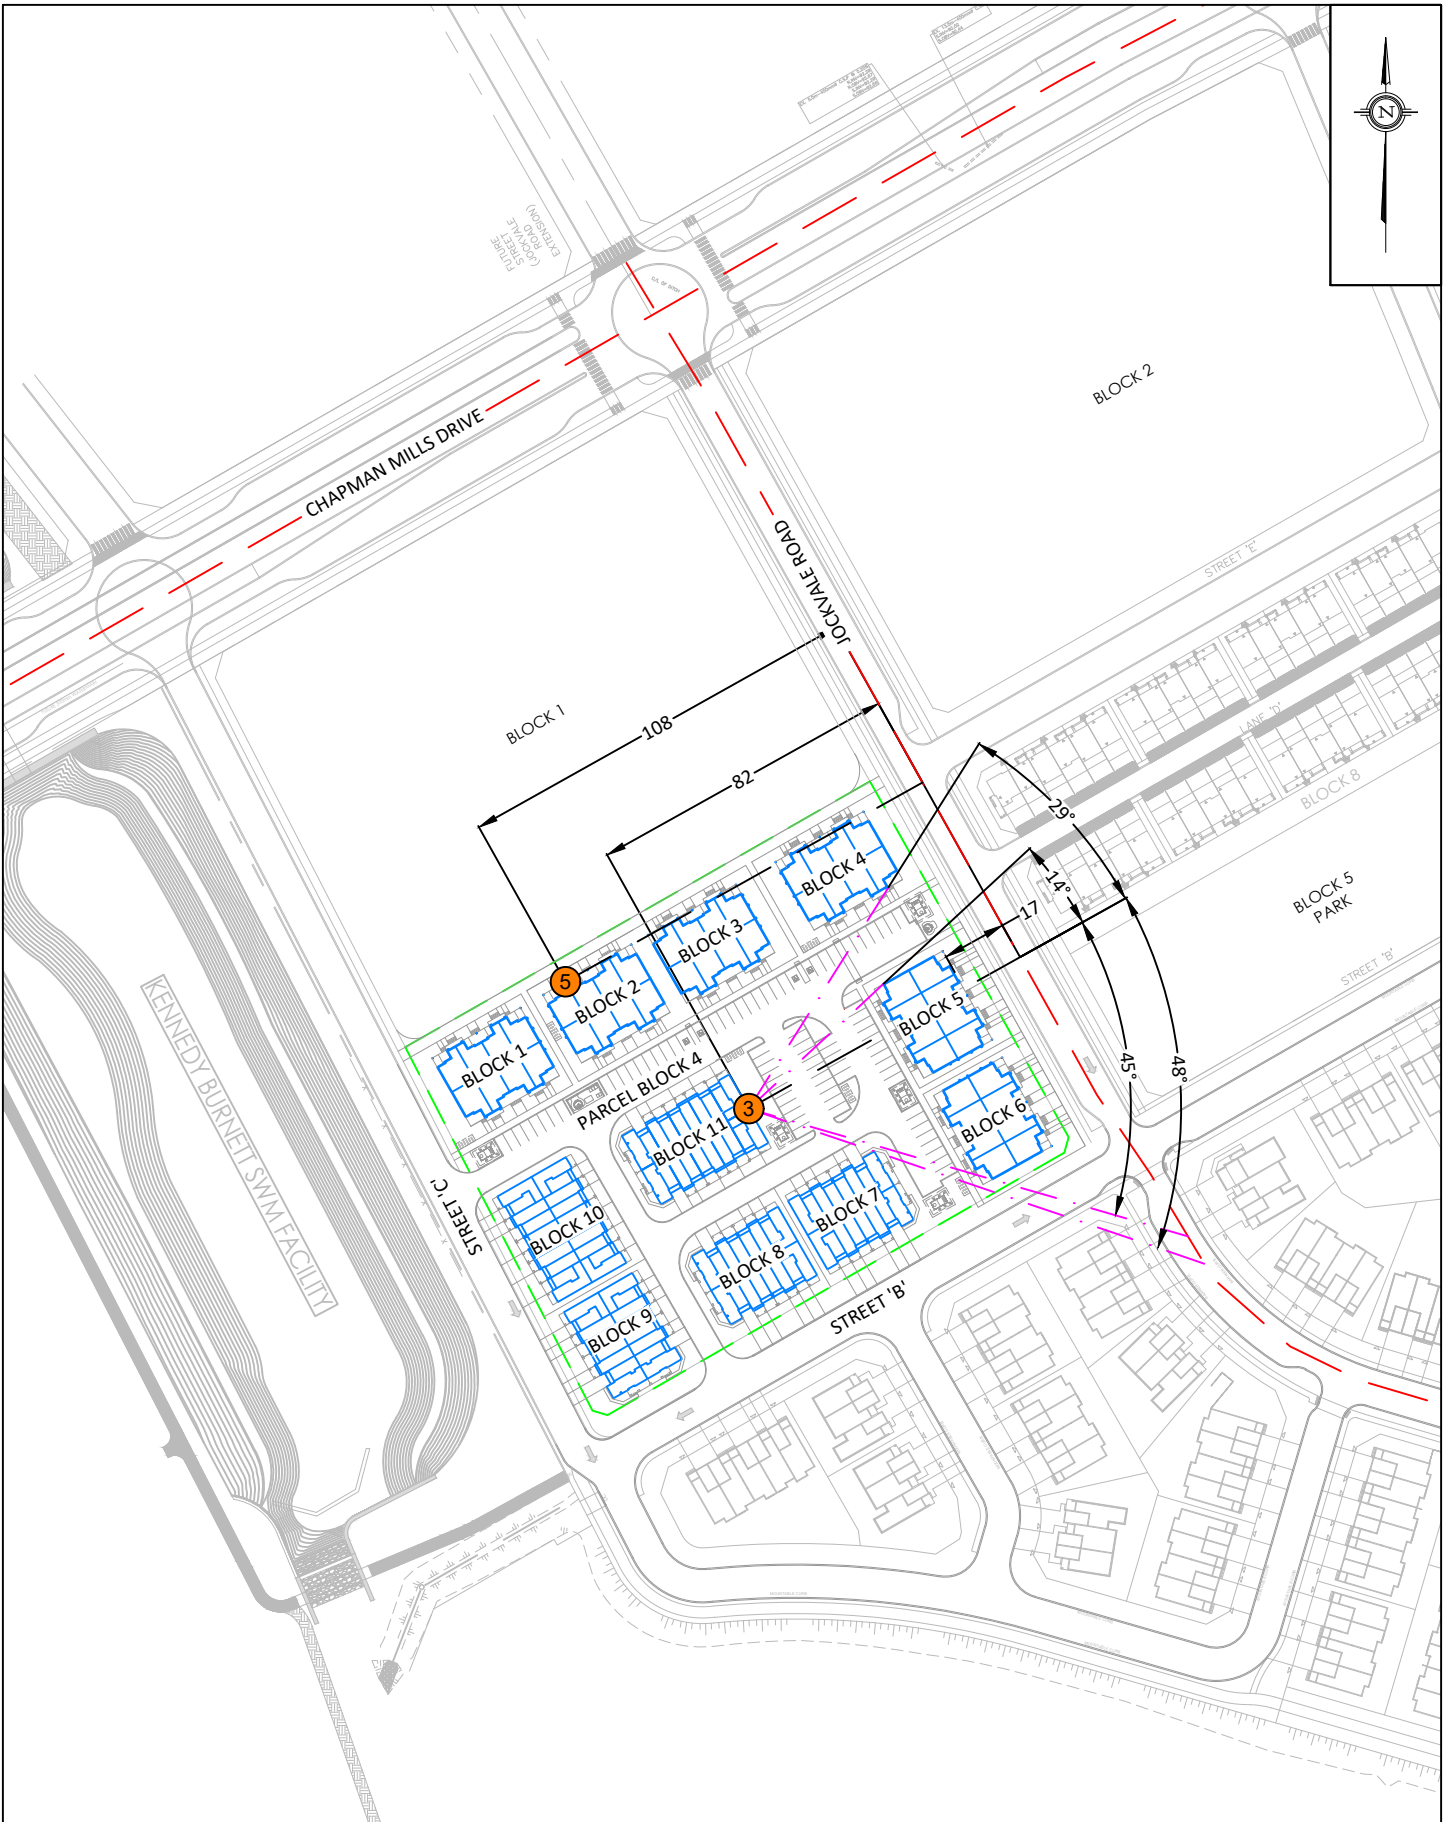 N
FUTURE
STREET
(JOCKVALE
ROAD
EXTENSION)
CHAPMAN MILLS DRIVE
BLOCK 2
JOCKVALE ROAD
STREET 'E'
BLOCK 1
108
82
LANE 'D'
BLOCK 8
29°
14°
17
BLOCK 5
PARK
STREET 'B'
BLOCK 4
BLOCK 3
5
BLOCK 2
BLOCK 1
BLOCK 5
PARCEL BLOCK 4
3
BLOCK 11
BLOCK 6
45°
48°
KENNEDY BURNETT SWM FACILITY
STREET 'C'
BLOCK 10
BLOCK 7
BLOCK 8
BLOCK 9
STREET 'B'